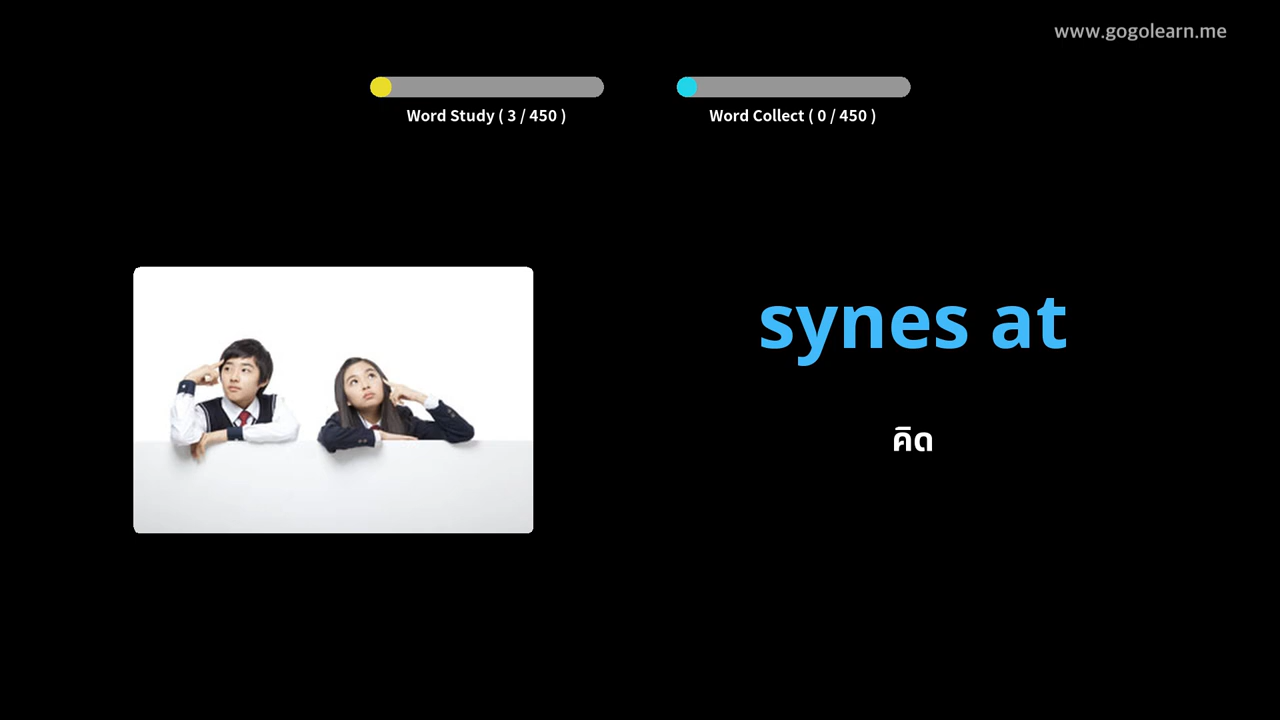 www.gogolearn.me
Word Study ( 3 / 450 )
Word Collect ( 0 / 450 )
synes at
คิด